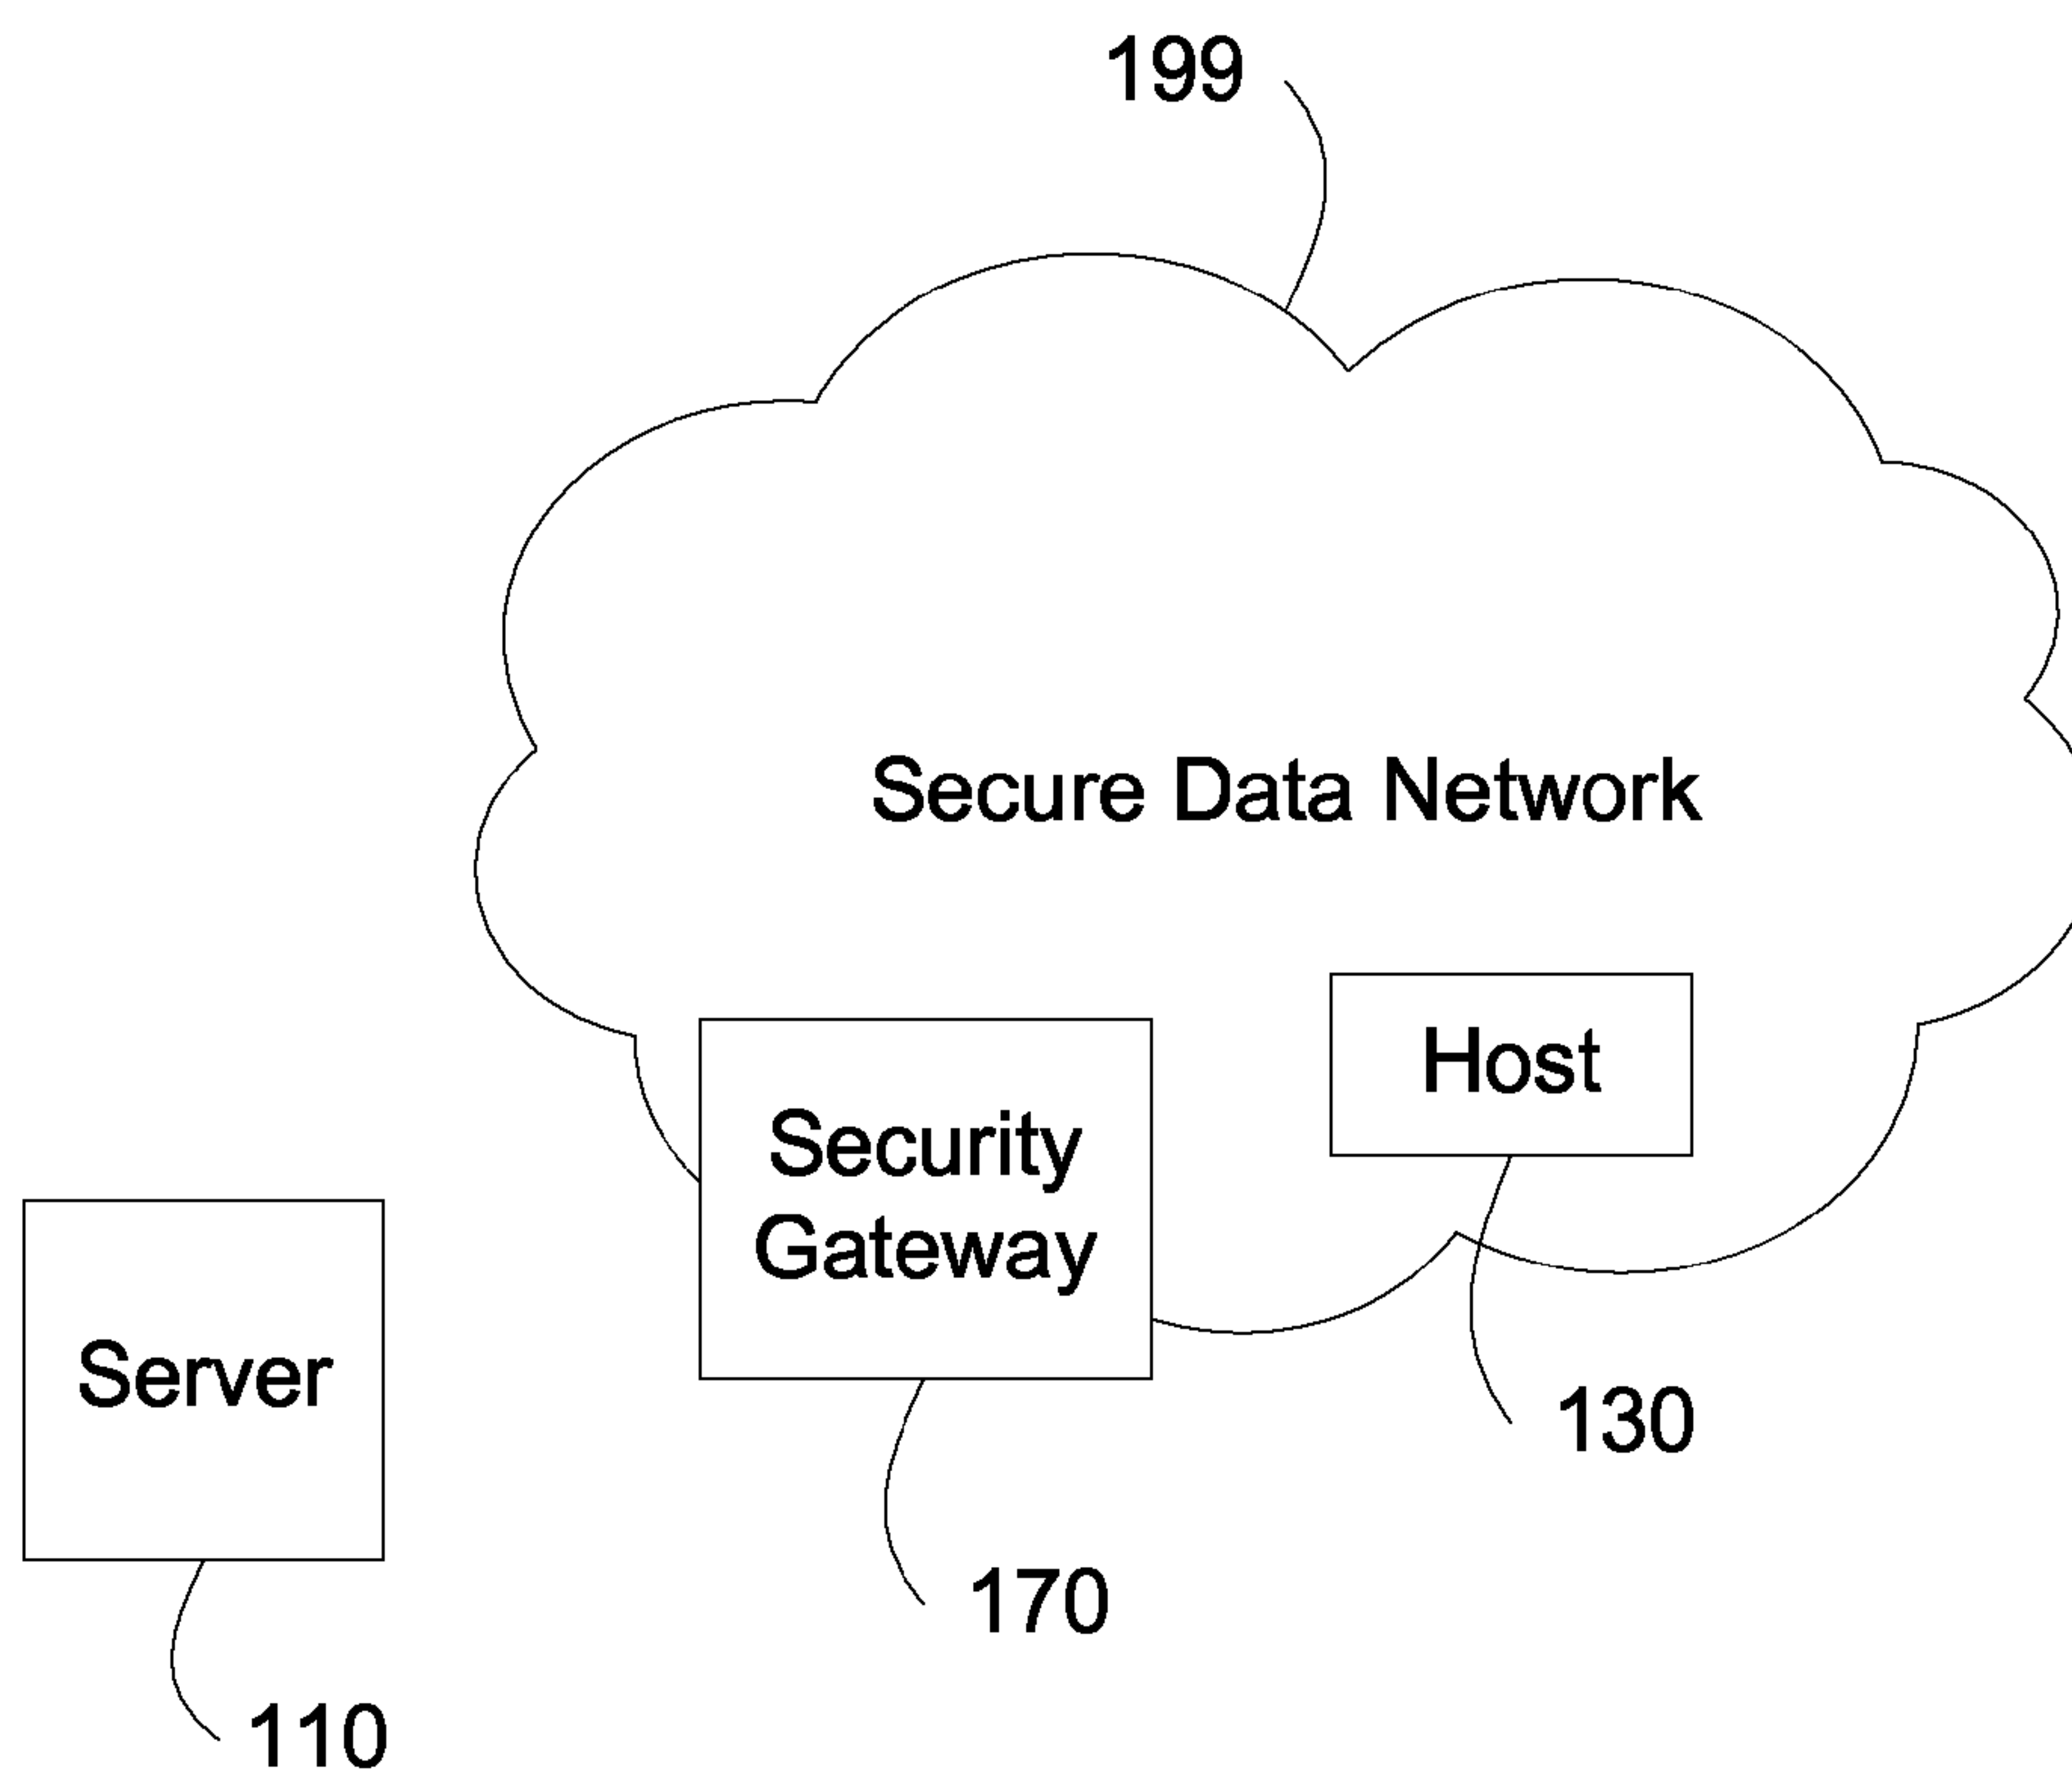 199
Secure Data Network
Host
Security
Gateway
Server
130
170
110